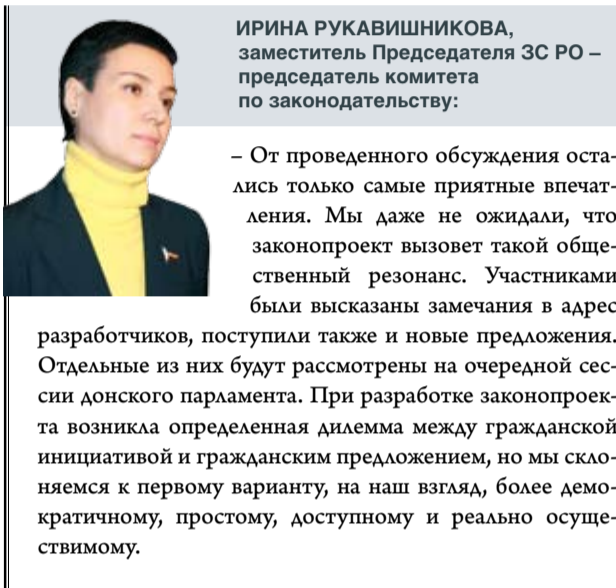 ИРИНА РУКАВИШНИКОВА,
заместитель Председателя ЗС РО –
председатель комитета
по законодательству:
– От проведенного обсуждения оста-
лись только самые приятные впечат-
ления. Мы даже не ожидали, что
законопроект вызовет такой обще-
ственный резонанс. Участниками
были высказаны замечания в адрес
разработчиков, поступили также и новые предложения.
Отдельные из них будут рассмотрены на очередной сес-
сии донского парламента. При разработке законопроек-
та возникла определенная дилемма между гражданской
инициативой и гражданским предложением, но мы скло-
няемся к первому варианту, на наш взгляд, более демо-
кратичному, простому, доступному и реально осуще-
ствимому.